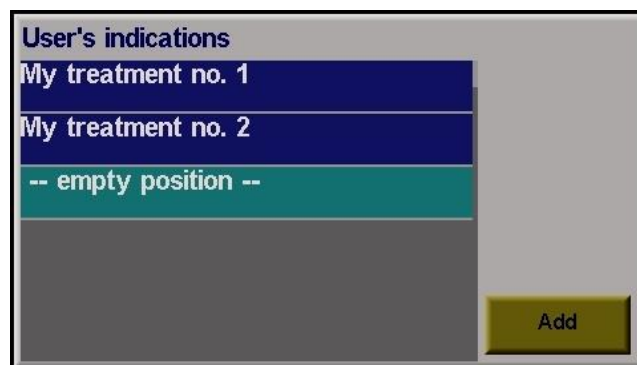 User's indications
My treatment no. 1
My treatment no. 2
-- empty position --
Add